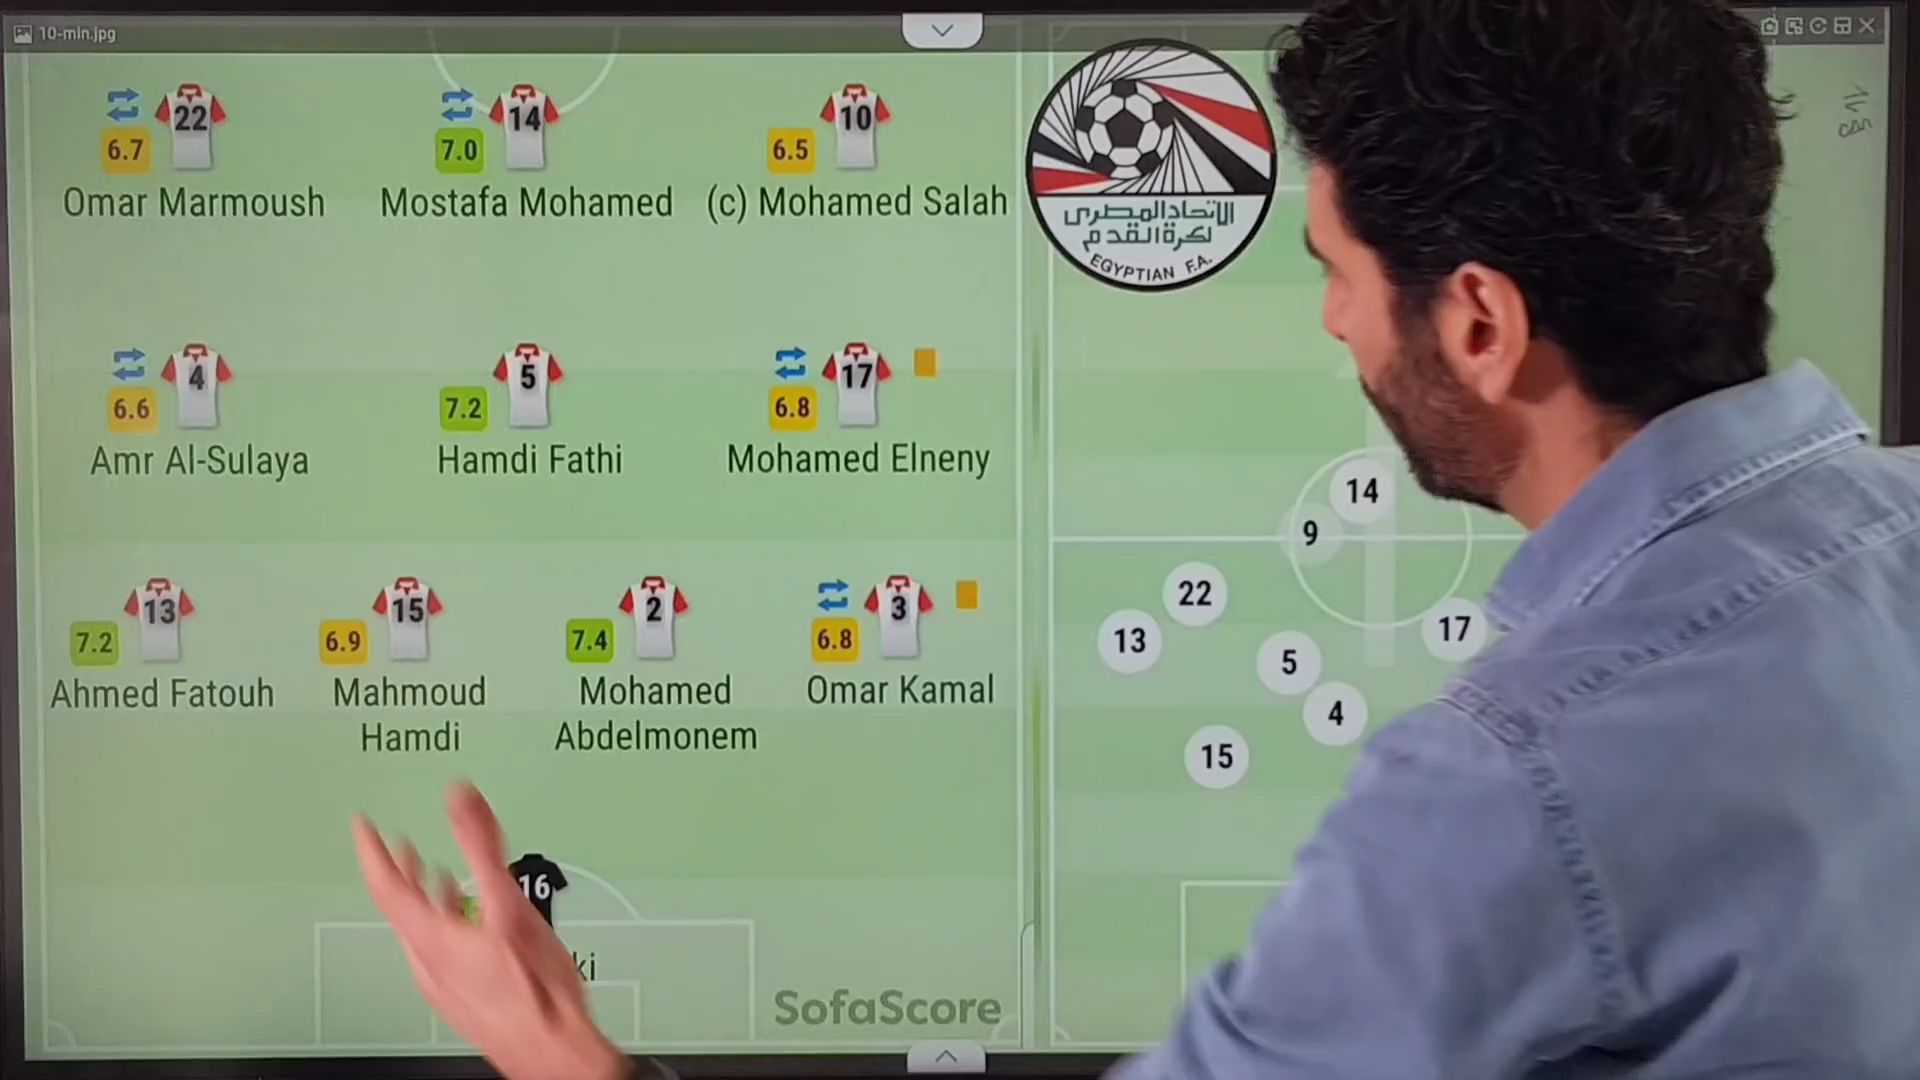 10-min.jpg
22
14
10
6.7
7.0
6.5
Omar Marmoush
Mostafa Mohamed
(c) Mohamed Salah
الاتحاد المصرى
لكرة القدم
EGYPTIAN F.A.
4
5
17
6.6
7.2
6.8
Amr Al-Sulaya
Hamdi Fathi
Mohamed Elneny
13
15
2
3
7.2
6.9
7.4
6.8
Ahmed Fatouh
Mahmoud
Hamdi
Mohamed
Abdelmonem
Omar Kamal
16
ki
SofaScore
14
9
22
13
17
5
4
15